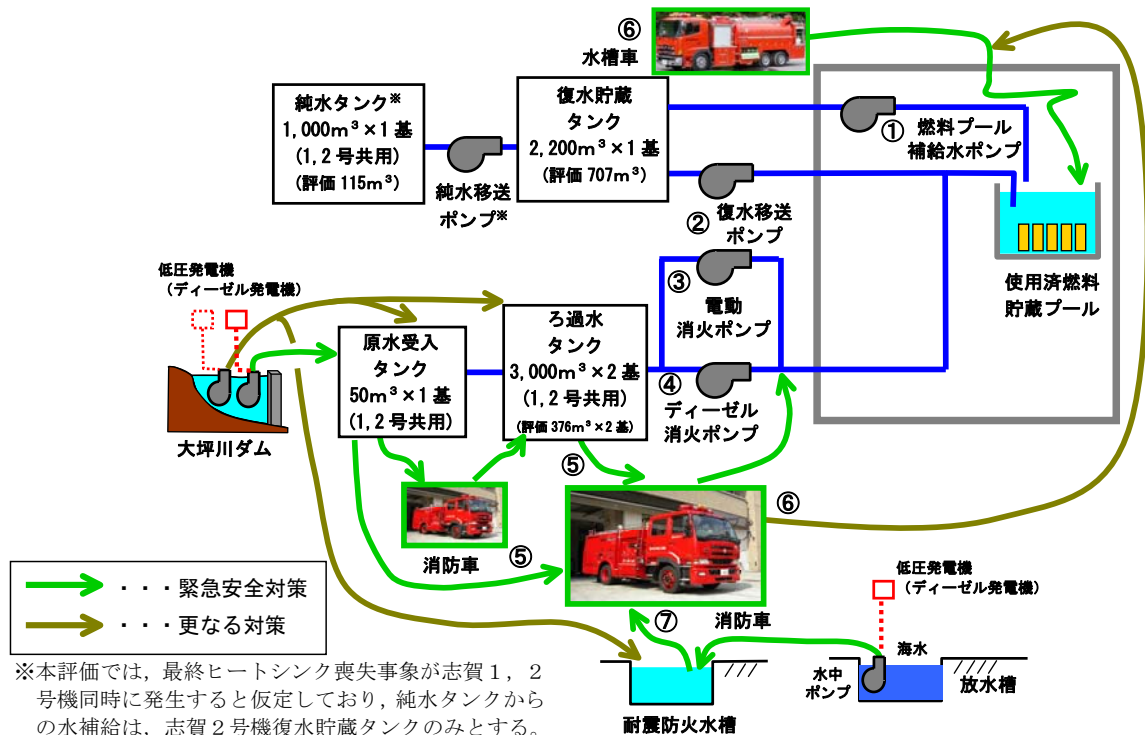 ⑥
水槽車
純水タンク※
1,000m³×1基
(1,2号共用)
(評価 115m³)
純水移送
ポンプ※
復水貯蔵
タンク
2,200m³×1基
(評価 707m³)
①
燃料プール
補給水ポンプ
②
復水移送
ポンプ
使用済燃料
貯蔵プール
③
電動
消火ポンプ
④
ディーゼル
消火ポンプ
低圧発電機
(ディーゼル発電機)
大坪川ダム
原水受入
タンク
50m³×1基
(1,2号共用)
ろ過水
タンク
3,000m³×2基
(1,2号共用)
(評価 376m³×2基)
⑤
消防車
⑤
⑥
消防車
⑦
耐震防火水槽
低圧発電機
(ディーゼル発電機)
海水
水中
ポンプ
放水槽
・・・緊急安全対策
・・・更なる対策
※本評価では，最終ヒートシンク喪失事象が志賀１，２
号機同時に発生すると仮定しており，純水タンクから
の水補給は，志賀２号機復水貯蔵タンクのみとする。